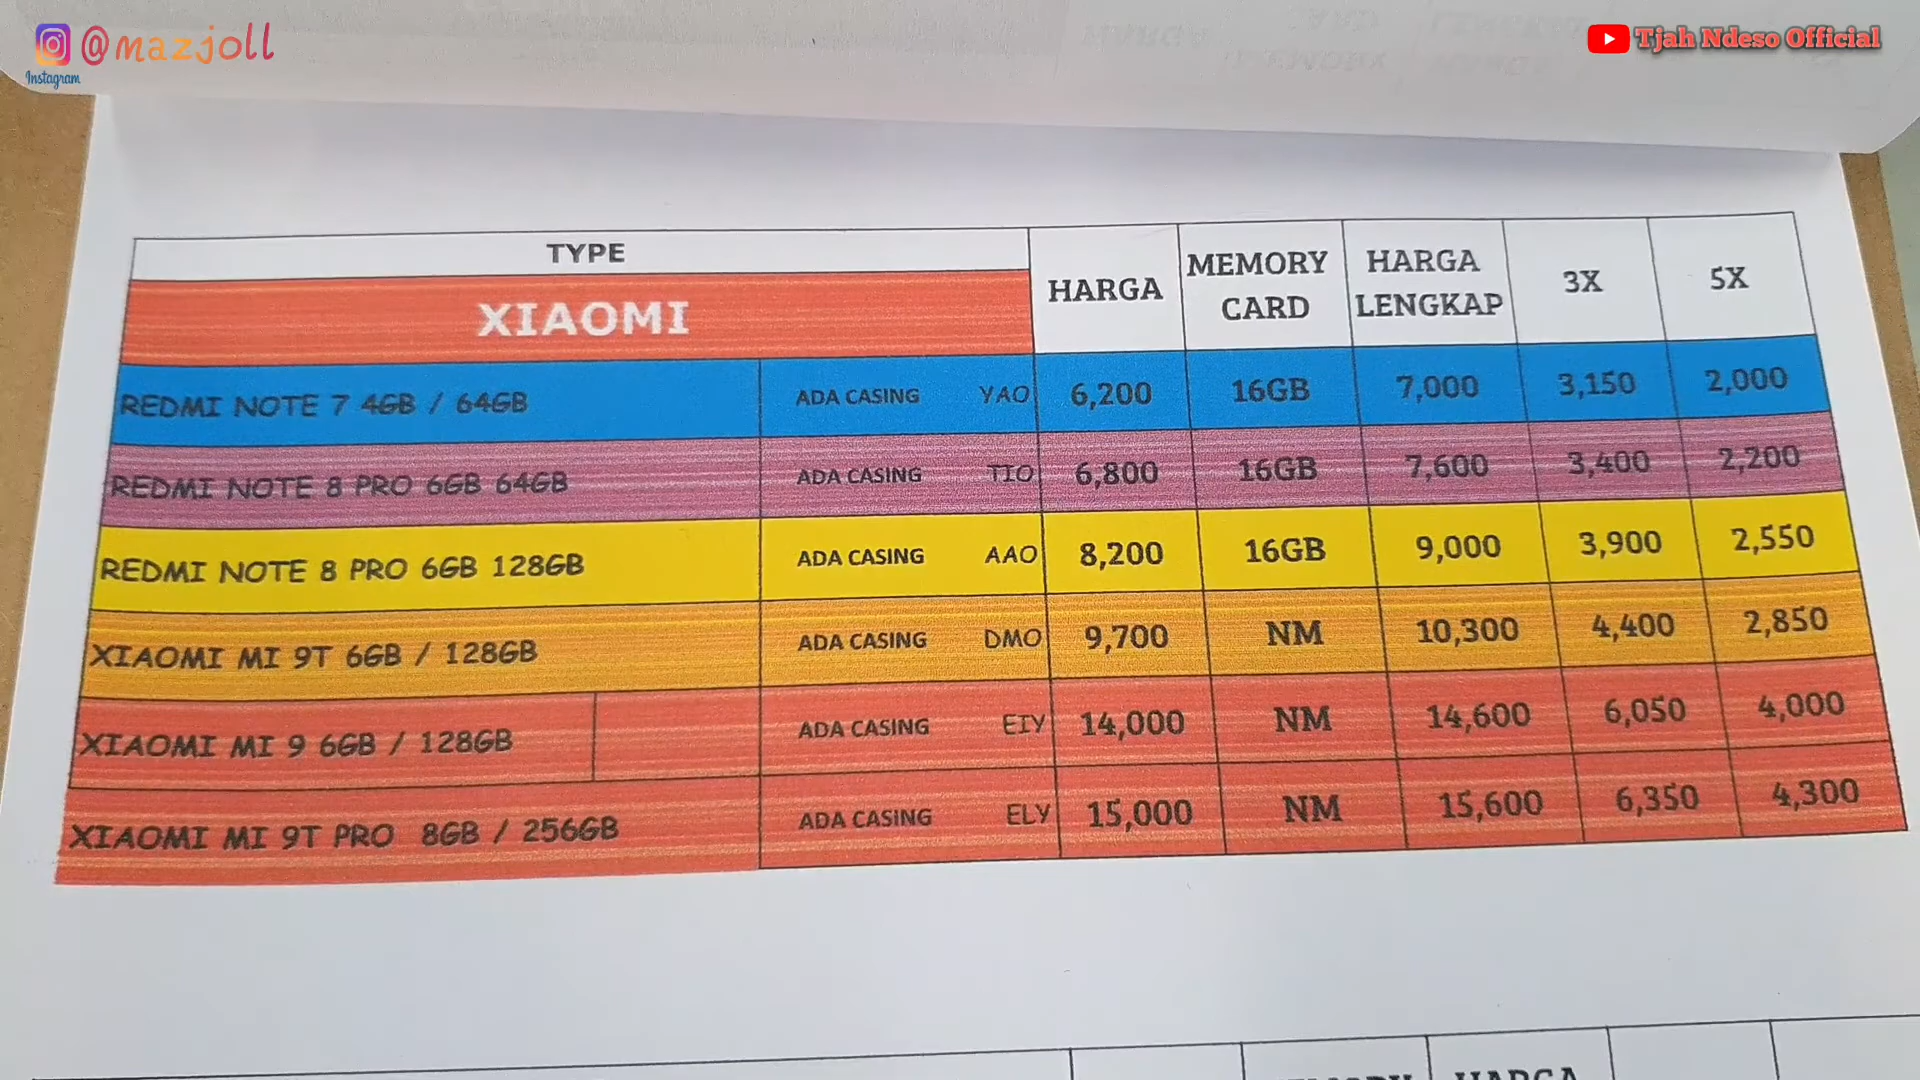 @mazjoll
Instagram
Tjah Ndeso Official
TYPE
XIAOMI
HARGA
MEMORY CARD
HARGA LENGKAP
3X
5X
REDMI NOTE 7 4GB / 64GB ADA CASING YAO 6,200 16GB 7,000 3,150 2,000
REDMI NOTE 8 PRO 6GB 64GB ADA CASING TIO 6,800 16GB 7,600 3,400 2,200
REDMI NOTE 8 PRO 6GB 128GB ADA CASING AAO 8,200 16GB 9,000 3,900 2,550
XIAOMI MI 9T 6GB / 128GB ADA CASING DMO 9,700 NM 10,300 4,400 2,850
XIAOMI MI 9 6GB / 128GB ADA CASING EIY 14,000 NM 14,600 6,050 4,000
XIAOMI MI 9T PRO 8GB / 256GB ADA CASING ELY 15,000 NM 15,600 6,350 4,300